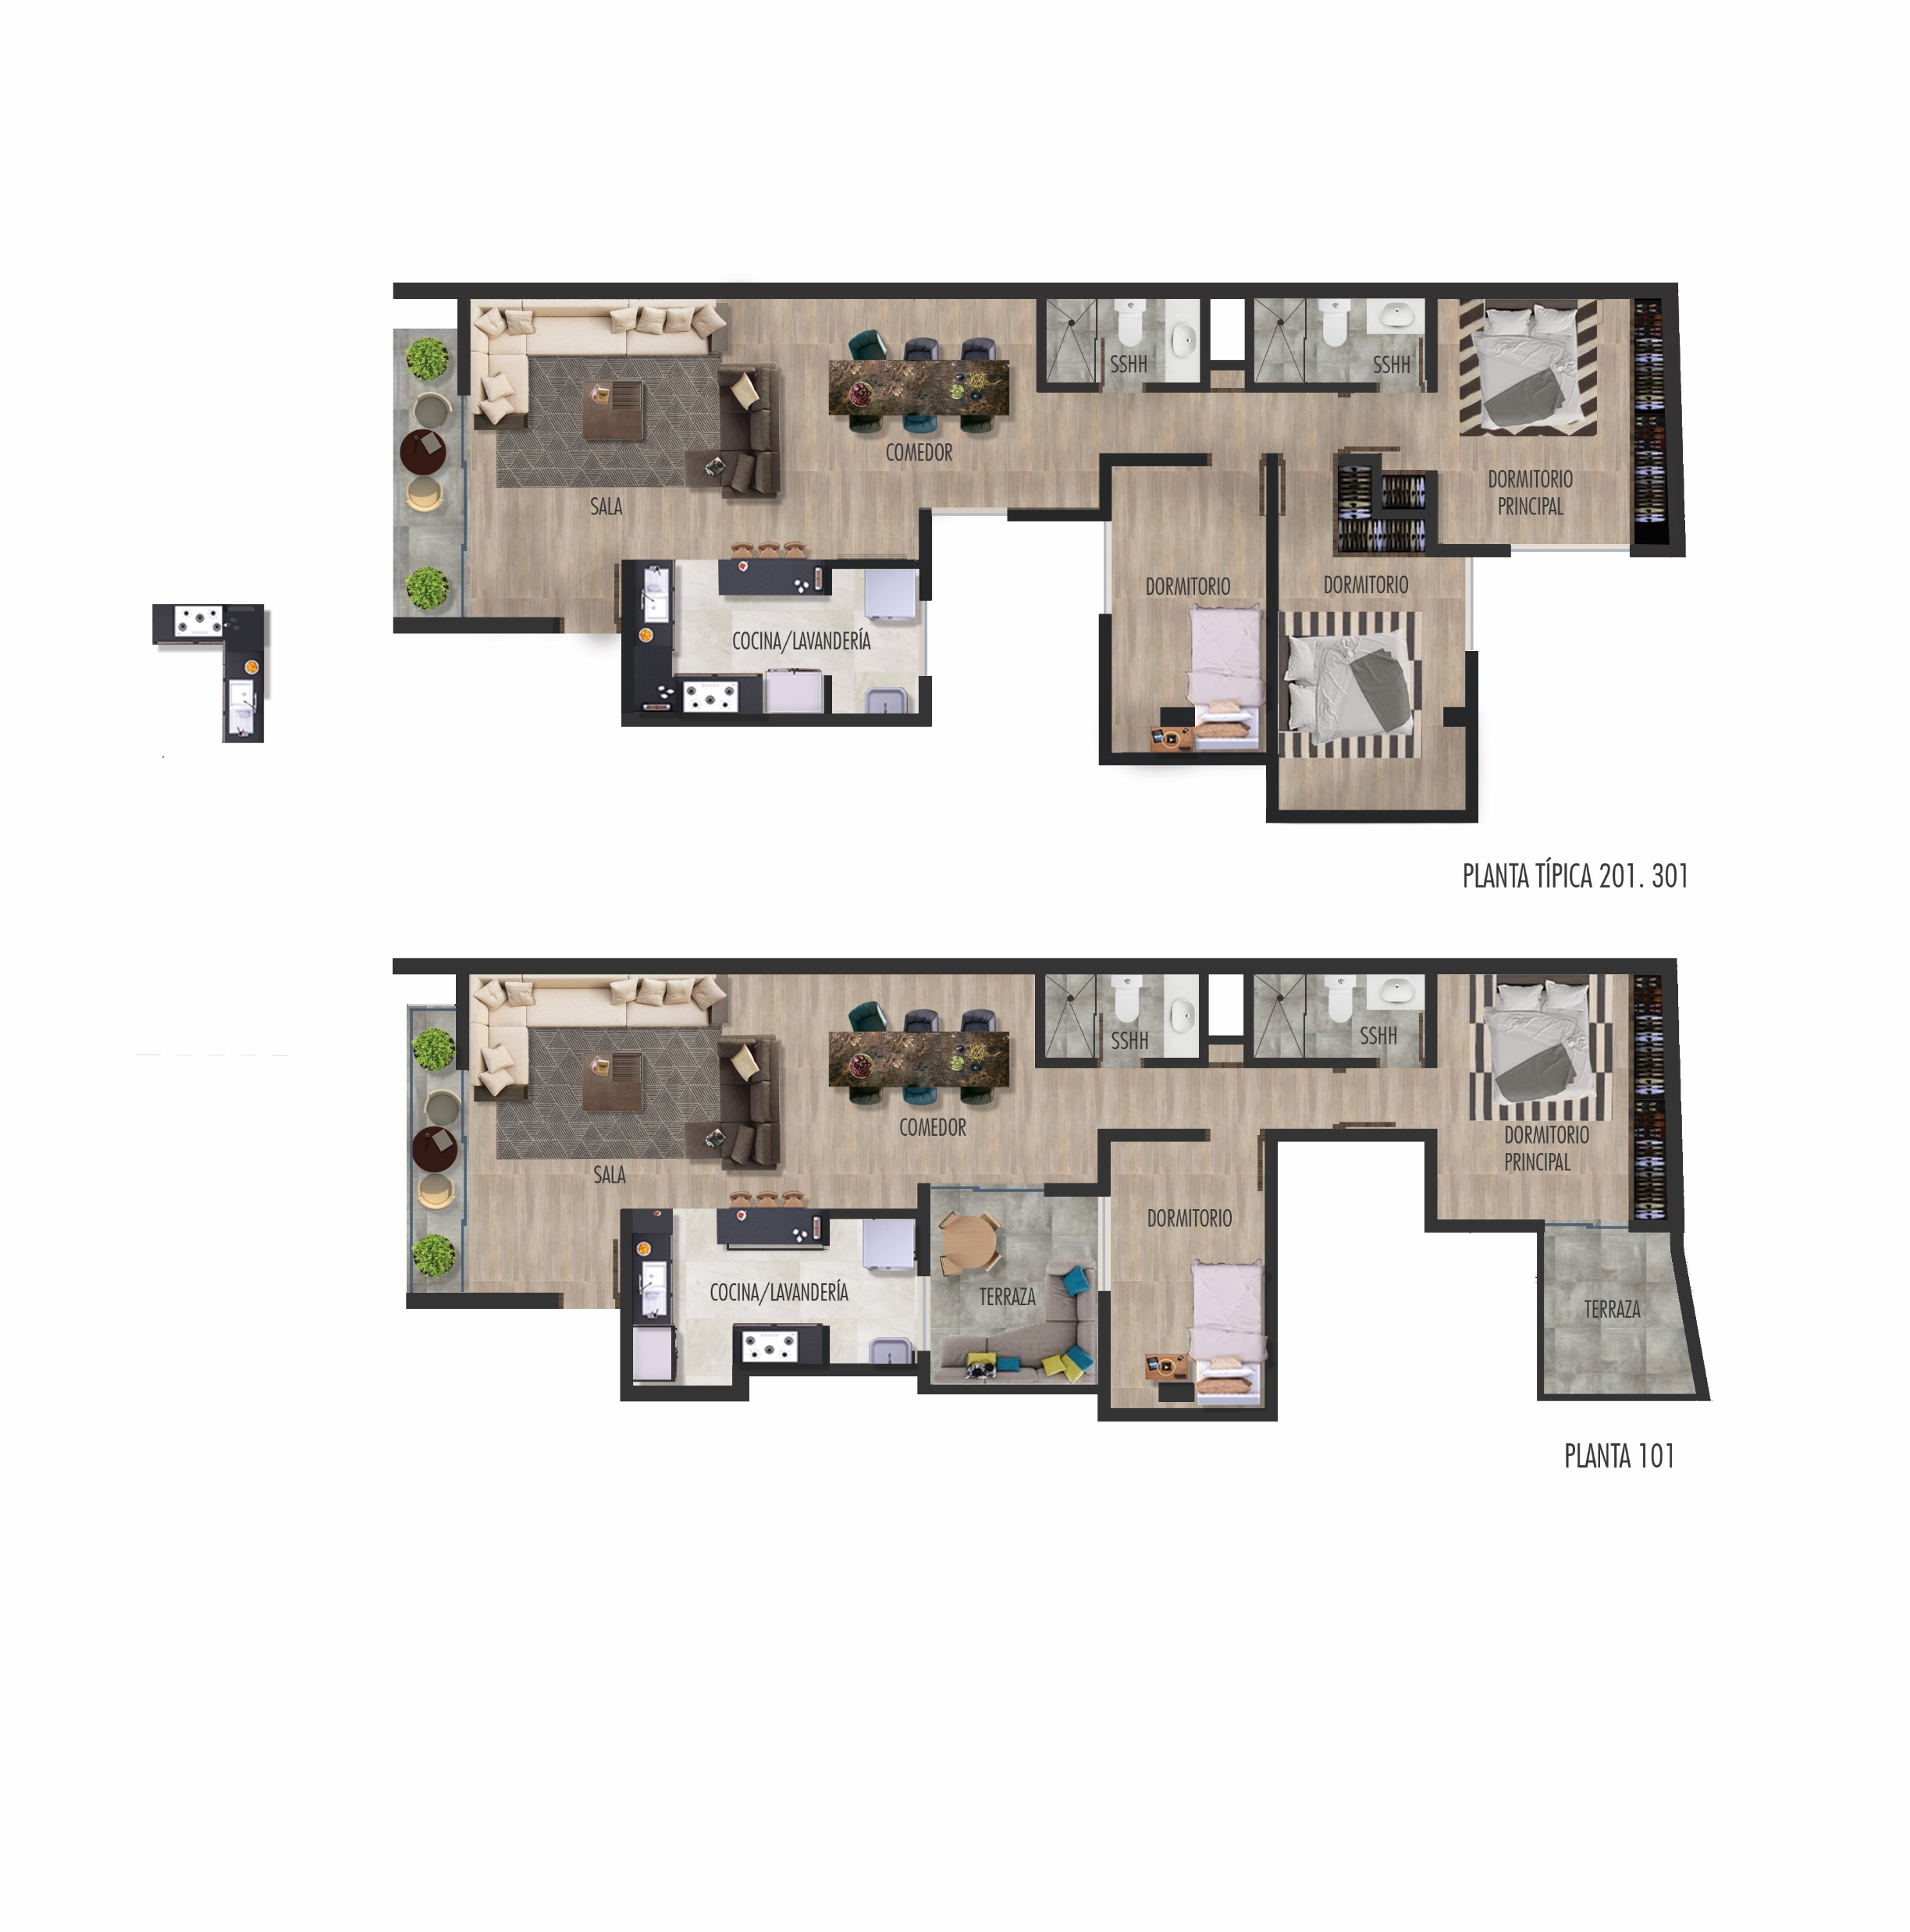 SSHH
SSHH
COMEDOR
DORMITORIO
PRINCIPAL
SALA
DORMITORIO
DORMITORIO
COCINA/LAVANDERÍA
PLANTA TÍPICA 201. 301
SSHH
SSHH
COMEDOR
DORMITORIO
PRINCIPAL
SALA
DORMITORIO
COCINA/LAVANDERÍA
TERRAZA
TERRAZA
PLANTA 101